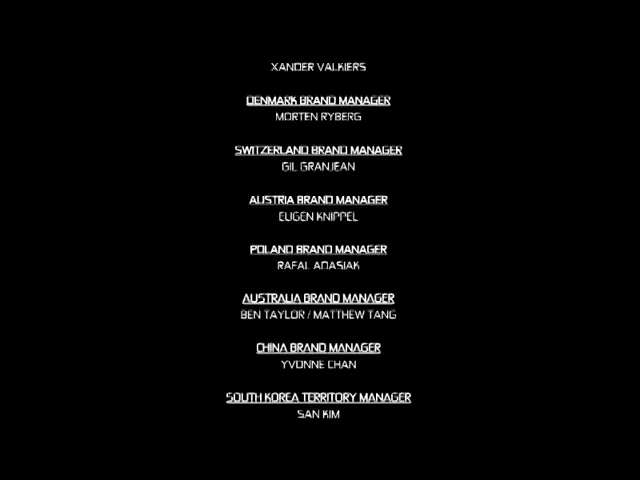 XANDER VALKIERS
DENMARK BRAND MANAGER
MORTEN RYBERG
SWITZERLAND BRAND MANAGER
GIL GRANJEAN
AUSTRIA BRAND MANAGER
EUGEN KNIPPEL
POLAND BRAND MANAGER
RAFAL ADASIAK
AUSTRALIA BRAND MANAGER
BEN TAYLOR / MATTHEW TANG
CHINA BRAND MANAGER
YVONNE CHAN
SOUTH KOREA TERRITORY MANAGER
SAN KIM